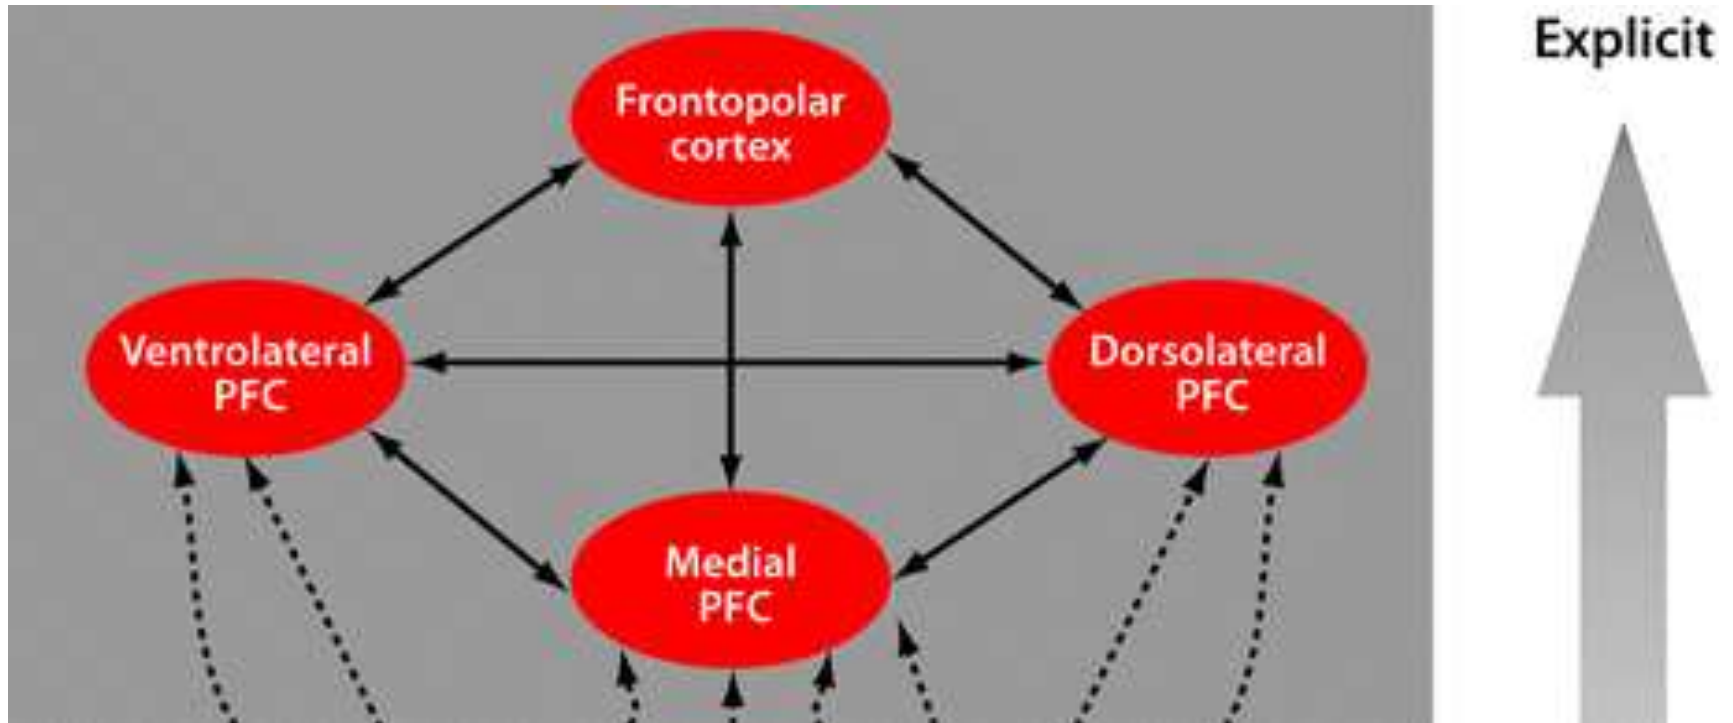 Explicit
Frontopolar
cortex
Ventrolateral
PFC
Dorsolateral
PFC
Medial
PFC